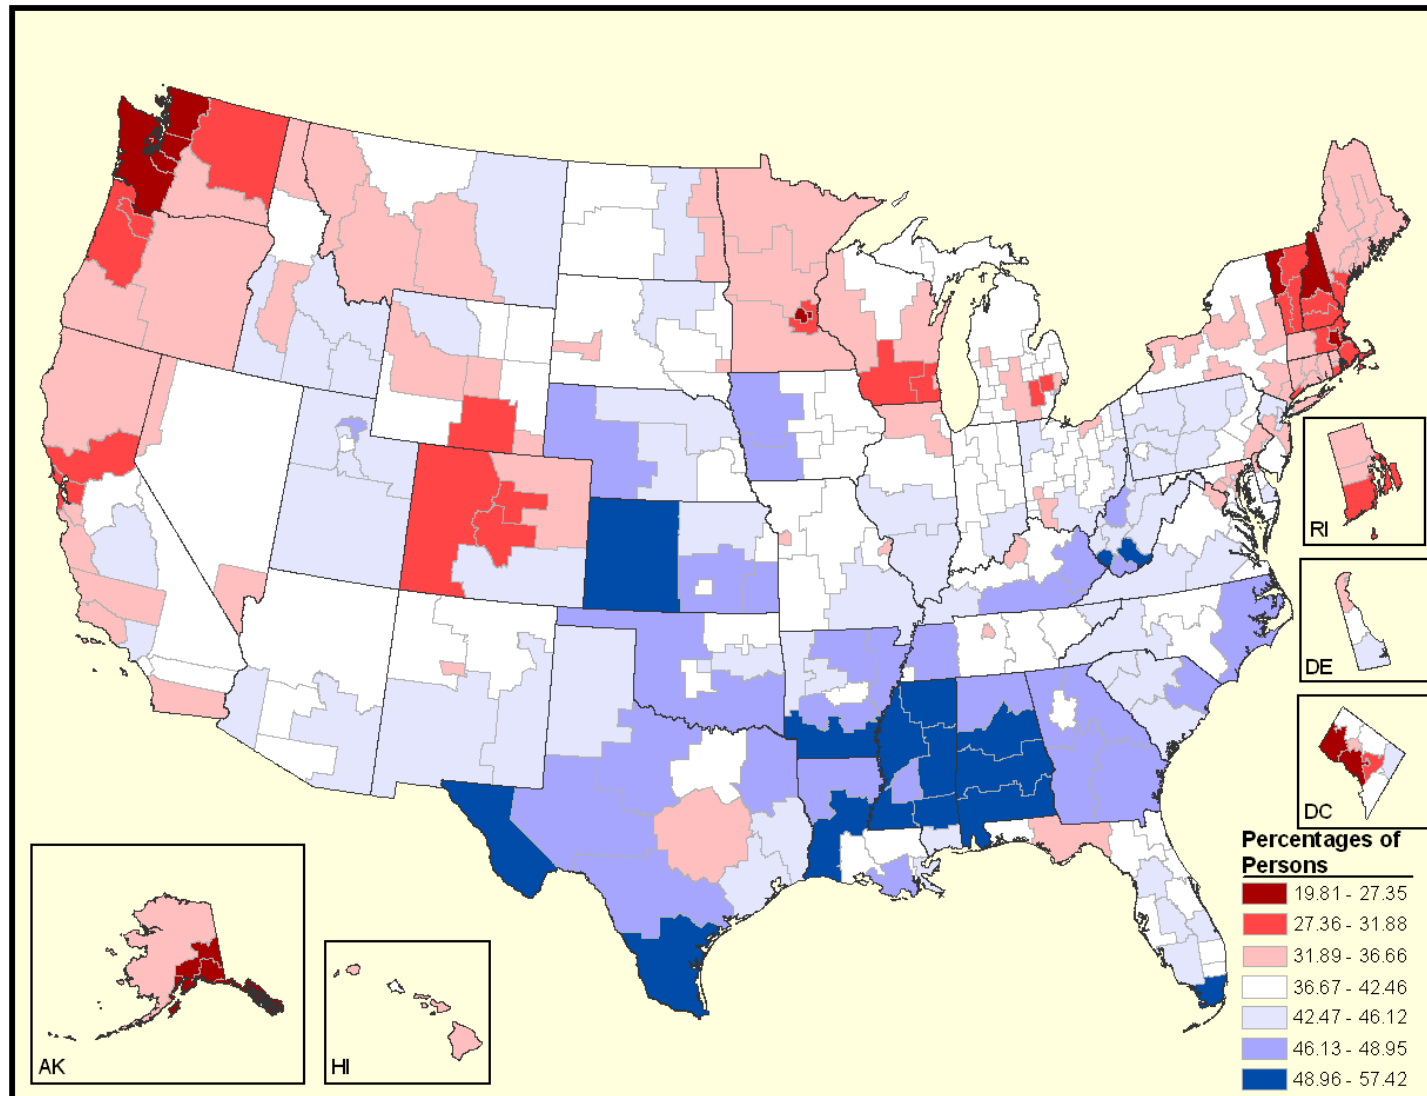 RI
DE
DC
AK
HI
Percentages of
Persons
19.81 - 27.35
27.36 - 31.88
31.89 - 36.66
36.67 - 42.46
42.47 - 46.12
46.13 - 48.95
48.96 - 57.42